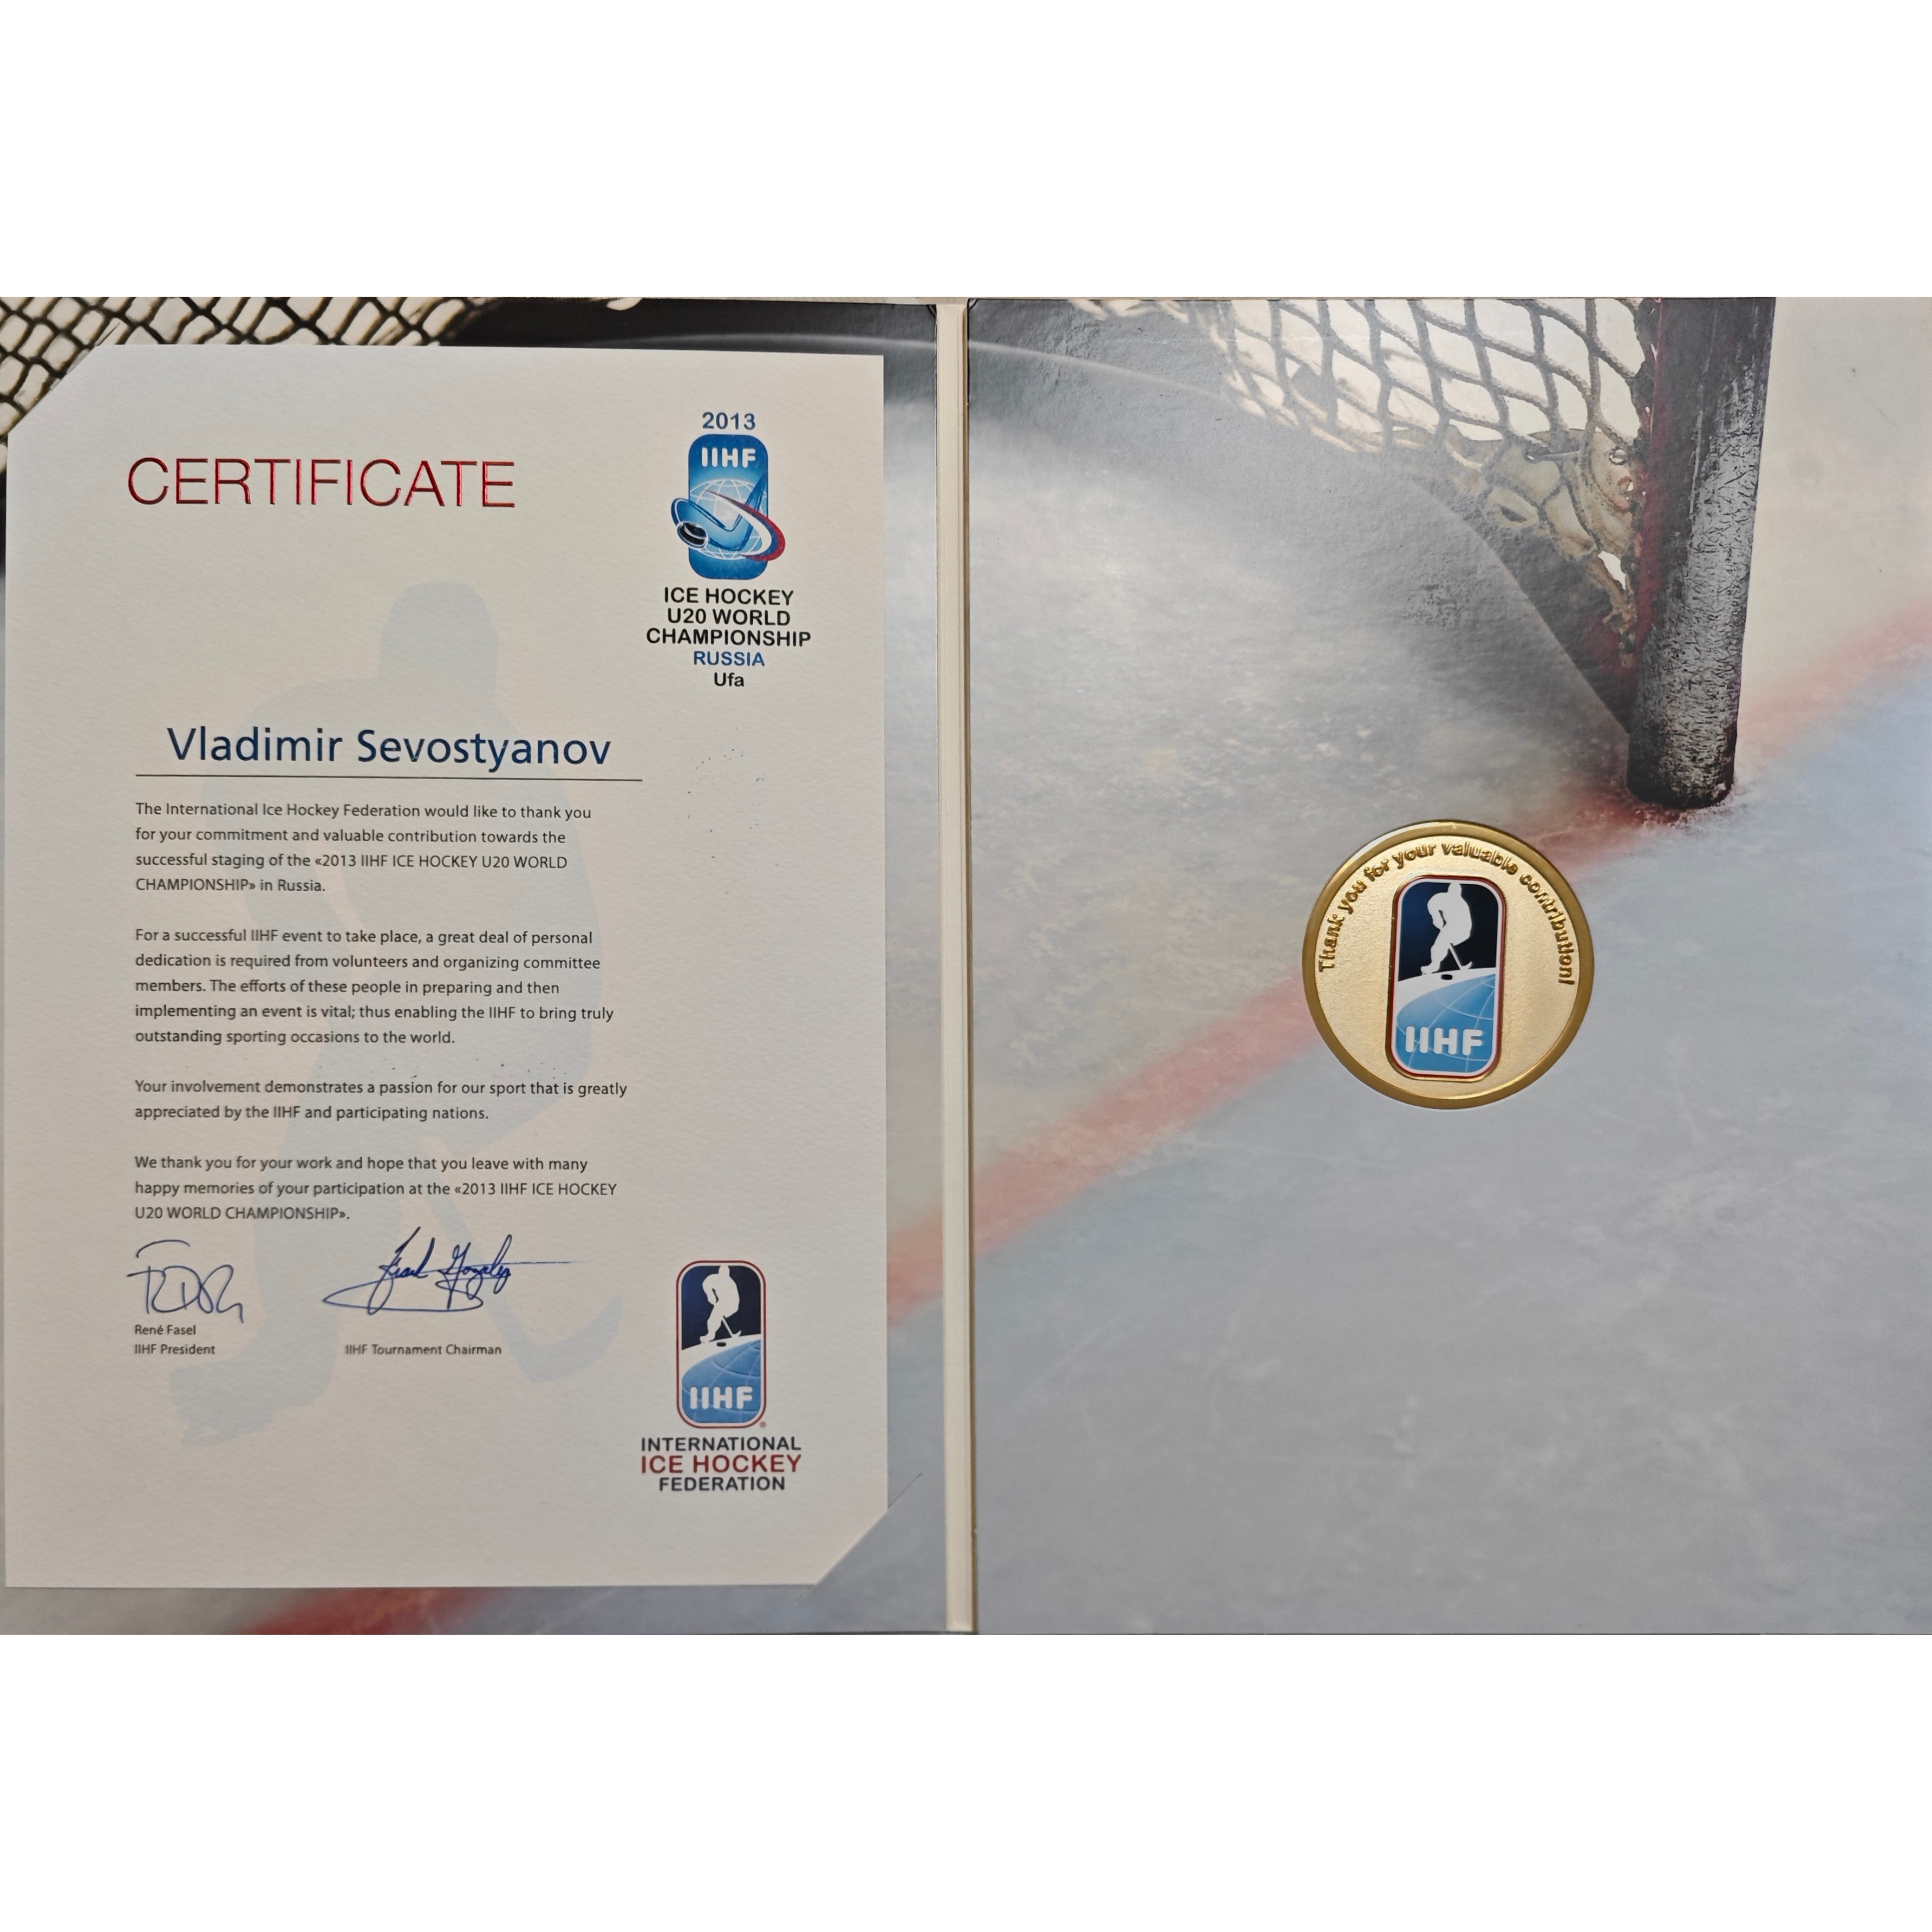 CERTIFICATE
2013
IIHF
ICE HOCKEY
U20 WORLD
CHAMPIONSHIP
RUSSIA
Ufa
Vladimir Sevostyanov
The International Ice Hockey Federation would like to thank you
for your commitment and valuable contribution towards the
successful staging of the «2013 IIHF ICE HOCKEY U20 WORLD
CHAMPIONSHIP» in Russia.
For a successful IIHF event to take place, a great deal of personal
dedication is required from volunteers and organizing committee
members. The efforts of these people in preparing and then
implementing an event is vital; thus enabling the IIHF to bring truly
outstanding sporting occasions to the world.
Your involvement demonstrates a passion for our sport that is greatly
appreciated by the IIHF and participating nations.
We thank you for your work and hope that you leave with many
happy memories of your participation at the «2013 IIHF ICE HOCKEY
U20 WORLD CHAMPIONSHIP».
René Fasel
IIHF President
IIHF Tournament Chairman
IIHF
INTERNATIONAL
ICE HOCKEY
FEDERATION
Thank you for your valuable contribution!
IIHF